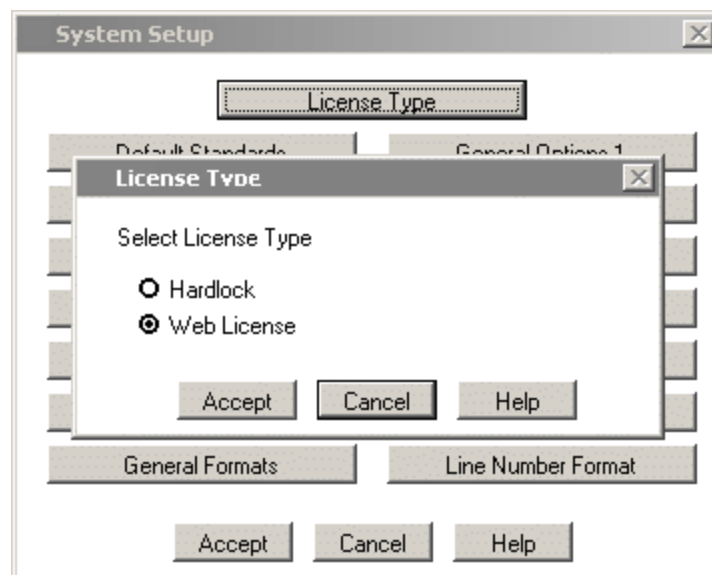 System Setup
License Type
Default Standards General Options 1
License Type
Select License Type
Hardlock
Web License
Accept Cancel Help
General Formats Line Number Format
Accept Cancel Help